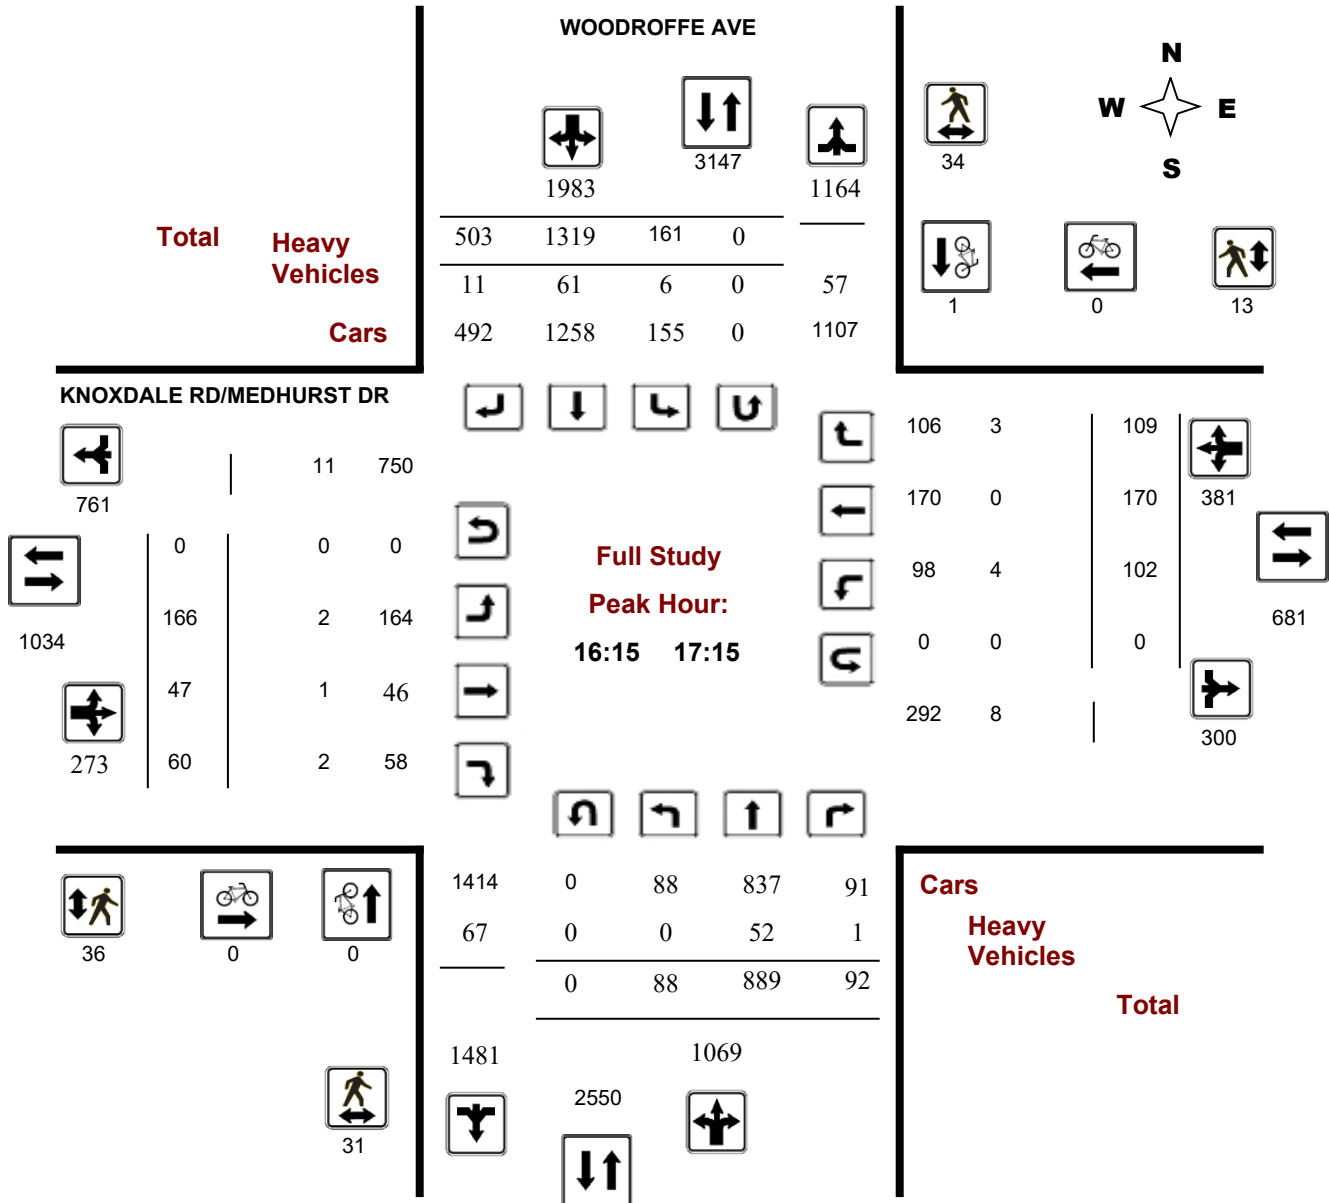 WOODROFFE AVE
N
W E
S
3147
34
1983 1164
Total Heavy Vehicles
503 1319 161 0
11 61 6 0 57
Cars 492 1258 155 0 1107
1 0 13
KNOXDALE RD/MEDHURST DR
106 3 109
11 750
761
170 0 170 381
0 0 0
Full Study
98 4 102
Peak Hour:
166 2 164
681
1034
16:15 17:15
0 0 0
47 1 46
292 8
300
273 60 2 58
1414 0 88 837 91
Cars
67 0 0 52 1
Heavy
Vehicles
36 0 0
0 88 889 92
Total
1481 1069
2550
31